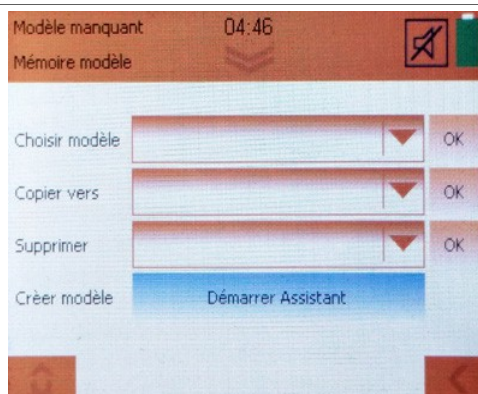 Modèle manquant 04:46
Mémoire modèle
Choisir modèle OK
Copier vers OK
Supprimer OK
Crèer modèle Démarrer Assistant